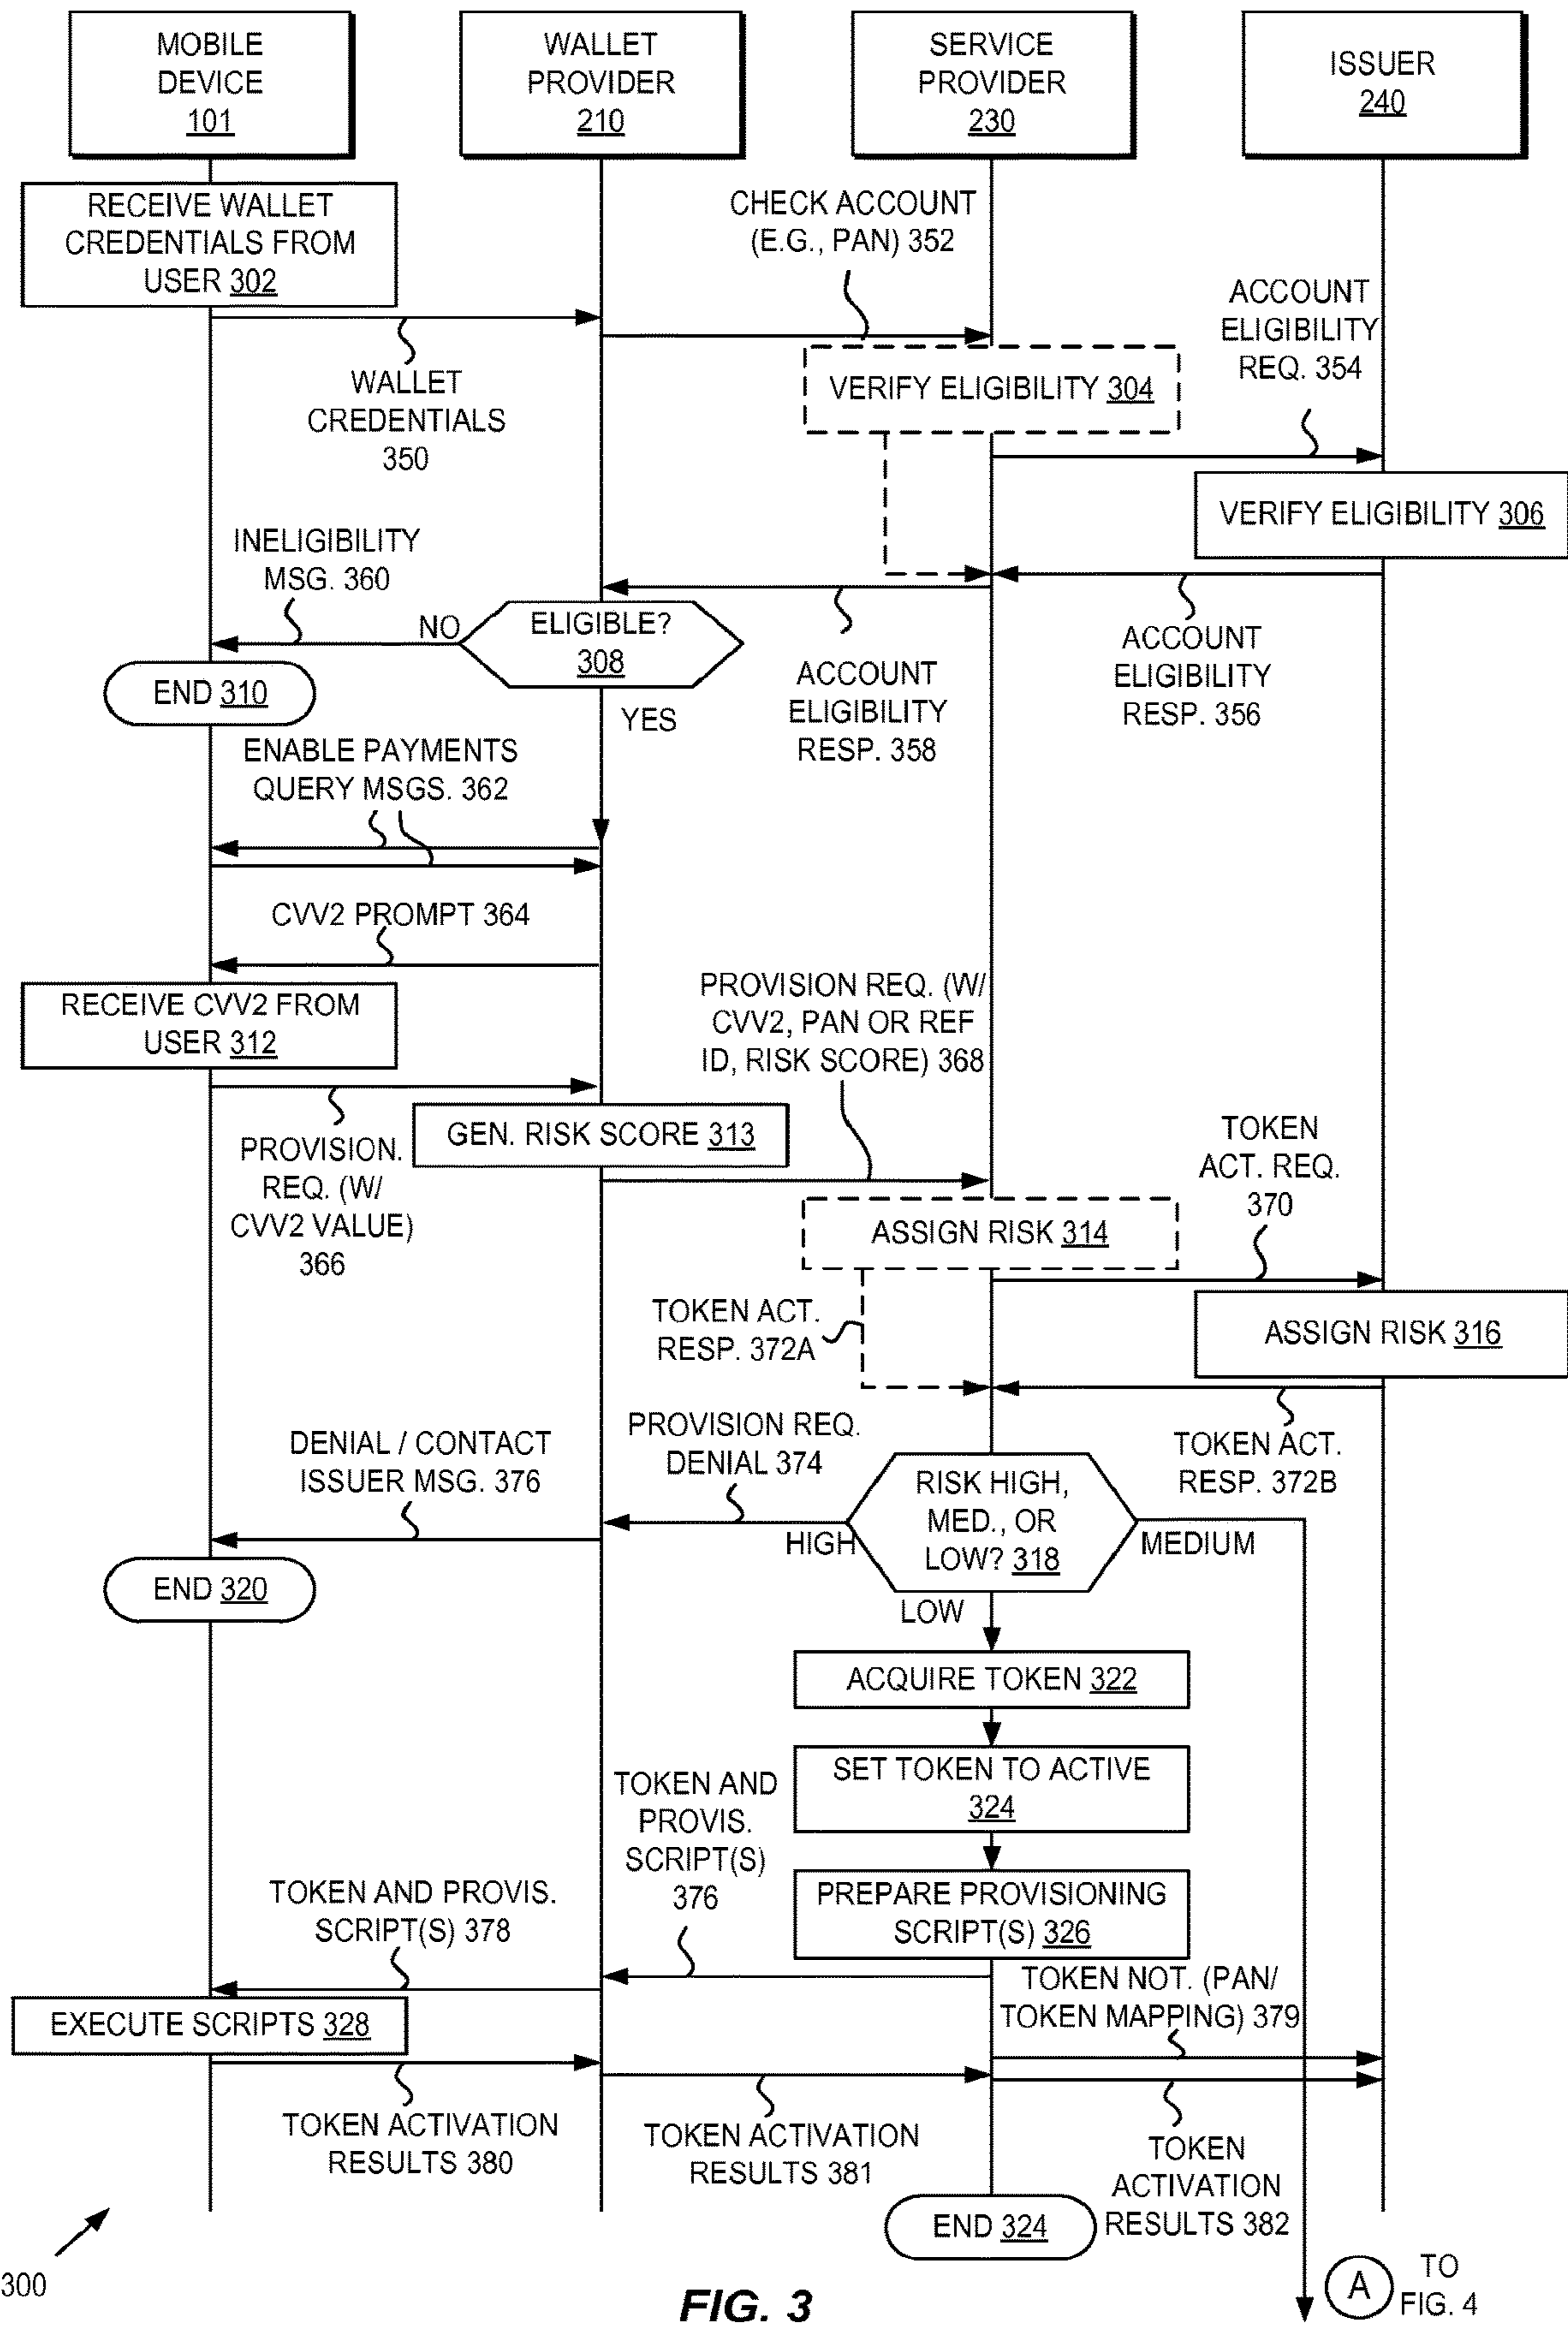 MOBILE
DEVICE
101
WALLET
PROVIDER
210
SERVICE
PROVIDER
230
ISSUER
240
RECEIVE WALLET
CREDENTIALS FROM
USER 302
CHECK ACCOUNT
(E.G., PAN) 352
ACCOUNT
ELIGIBILITY
REQ. 354
WALLET
CREDENTIALS
350
VERIFY ELIGIBILITY 304
VERIFY ELIGIBILITY 306
INELIGIBILITY
MSG. 360
NO
ELIGIBLE?
308
YES
END 310
ACCOUNT
ELIGIBILITY
RESP. 358
ACCOUNT
ELIGIBILITY
RESP. 356
ENABLE PAYMENTS
QUERY MSGS. 362
CVV2 PROMPT 364
RECEIVE CVV2 FROM
USER 312
PROVISION REQ. (W/
CVV2, PAN OR REF
ID, RISK SCORE) 368
GEN. RISK SCORE 313
PROVISION.
REQ. (W/
CVV2 VALUE)
366
TOKEN
ACT. REQ.
370
ASSIGN RISK 314
TOKEN ACT.
RESP. 372A
ASSIGN RISK 316
PROVISION REQ.
DENIAL 374
DENIAL / CONTACT
ISSUER MSG. 376
TOKEN ACT.
RESP. 372B
RISK HIGH,
MED., OR
LOW? 318
HIGH
MEDIUM
LOW
END 320
ACQUIRE TOKEN 322
SET TOKEN TO ACTIVE
324
TOKEN AND
PROVIS.
SCRIPT(S)
376
PREPARE PROVISIONING
SCRIPT(S) 326
TOKEN AND PROVIS.
SCRIPT(S) 378
TOKEN NOT. (PAN/
TOKEN MAPPING) 379
EXECUTE SCRIPTS 328
TOKEN ACTIVATION
RESULTS 380
TOKEN ACTIVATION
RESULTS 381
TOKEN
ACTIVATION
RESULTS 382
END 324
300
FIG. 3
A
TO
FIG. 4